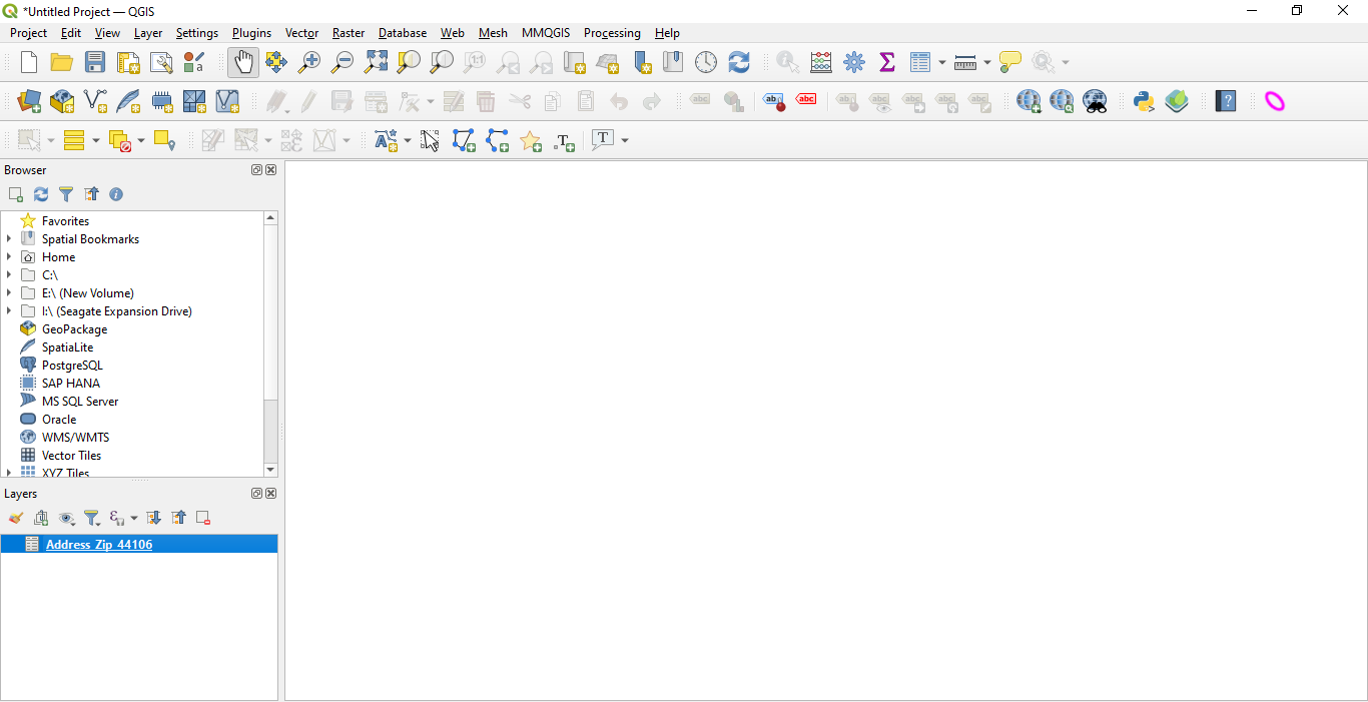 *Untitled Project — QGIS
Project Edit View Layer Settings Plugins Vector Raster Database Web Mesh MMQGIS Processing Help
Browser
Favorites
Spatial Bookmarks
Home
C:\
E:\ (New Volume)
I:\ (Seagate Expansion Drive)
GeoPackage
SpatiaLite
PostgreSQL
SAP HANA
MS SQL Server
Oracle
WMS/WMTS
Vector Tiles
XYZ Tiles
Layers
Address Zip 44106